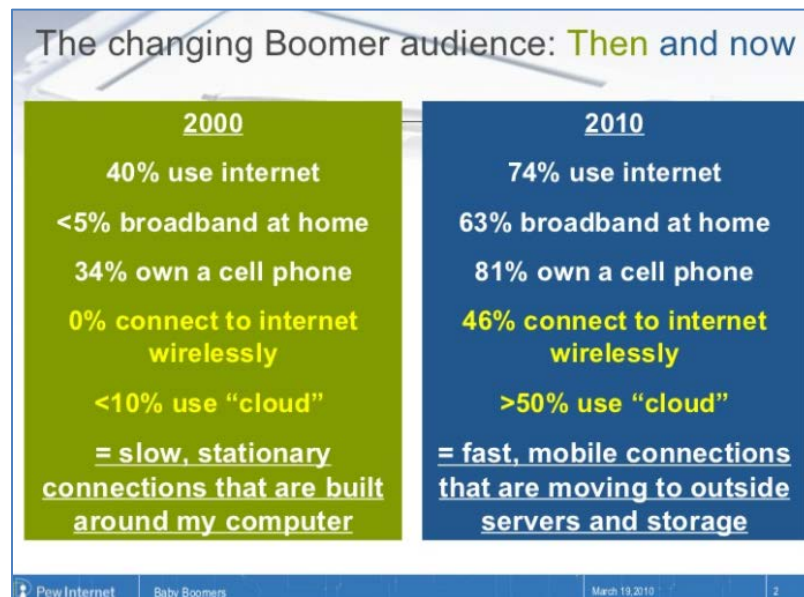 The changing Boomer audience: Then and now
2000
40% use internet
<5% broadband at home
34% own a cell phone
0% connect to internet
wirelessly
<10% use “cloud”
= slow, stationary
connections that are built
around my computer
2010
74% use internet
63% broadband at home
81% own a cell phone
46% connect to internet
wirelessly
>50% use “cloud”
= fast, mobile connections
that are moving to outside
servers and storage
Pew Internet
Baby Boomers
March 19,2010
2